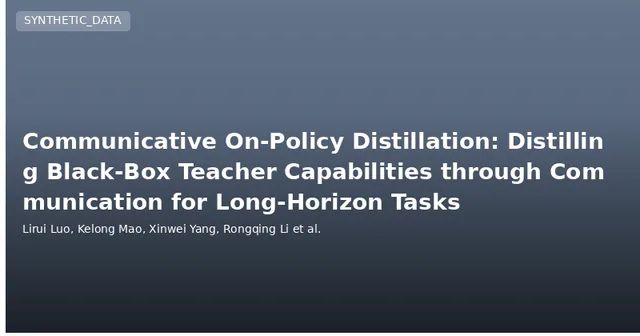 SYNTHETIC_DATA
Communicative On-Policy Distillation: Distillin
g Black-Box Teacher Capabilities through Com
munication for Long-Horizon Tasks
Lirui Luo, Kelong Mao, Xinwei Yang, Rongqing Li et al.